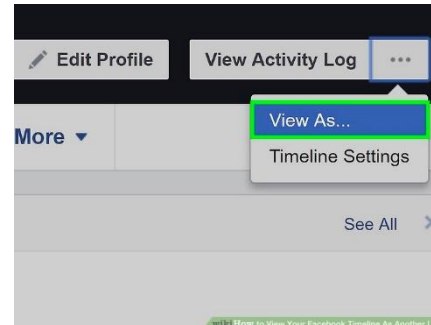 Edit Profile
View Activity Log
...
View As...
More
Timeline Settings
See All
wiki How to View Your Facebook Timeline As Another